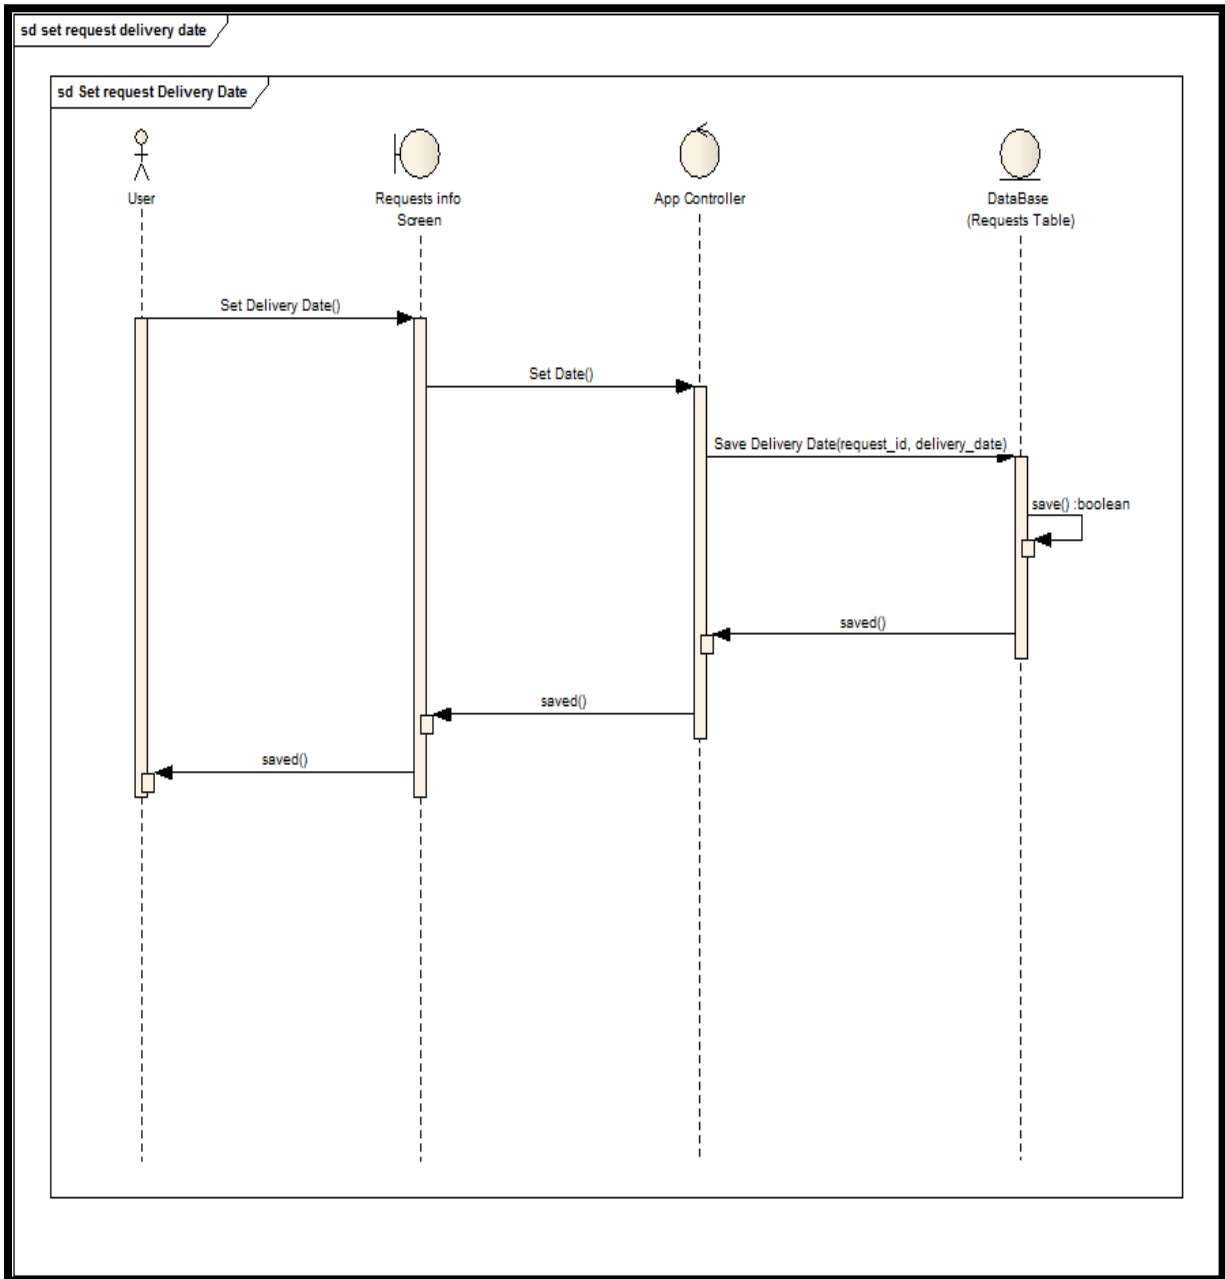 sd set request delivery date
sd Set request Delivery Date
User
Requests info
Screen
App Controller
DataBase
(Requests Table)
Set Delivery Date()
Set Date()
Save Delivery Date(request_id, delivery_date)
save() :boolean
saved()
saved()
saved()